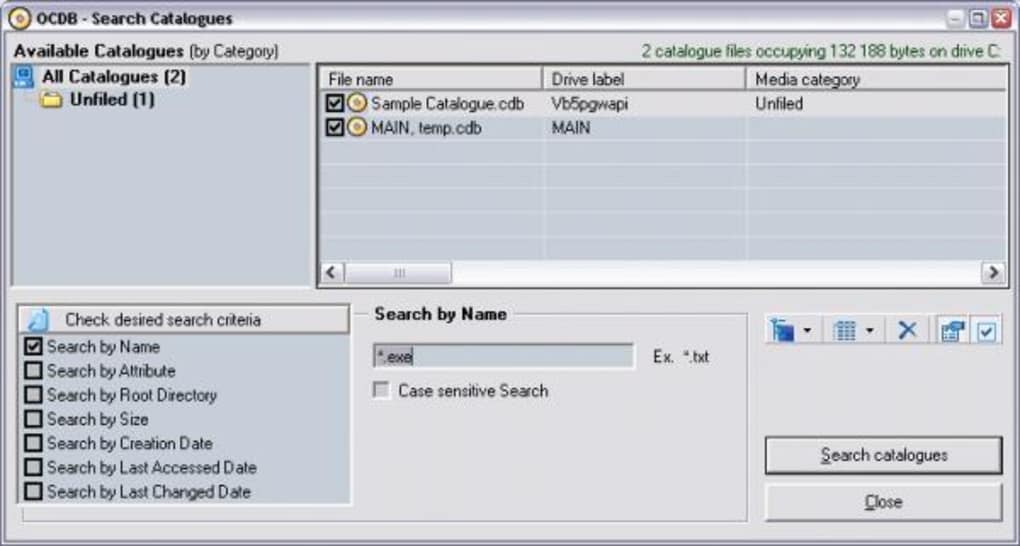 OCDB - Search Catalogues
Available Catalogues (by Category)
2 catalogue files occupying 132 188 bytes on drive C:
All Catalogues (2)
Unfiled (1)
File name Drive label Media category
Sample Catalogue.cdb Vb5pgwapi Unfiled
MAIN, temp.cdb MAIN
Check desired search criteria
Search by Name
Search by Attribute
Search by Root Directory
Search by Size
Search by Creation Date
Search by Last Accessed Date
Search by Last Changed Date
Search by Name
*.exe Ex. *.txt
Case sensitive Search
Search catalogues
Close